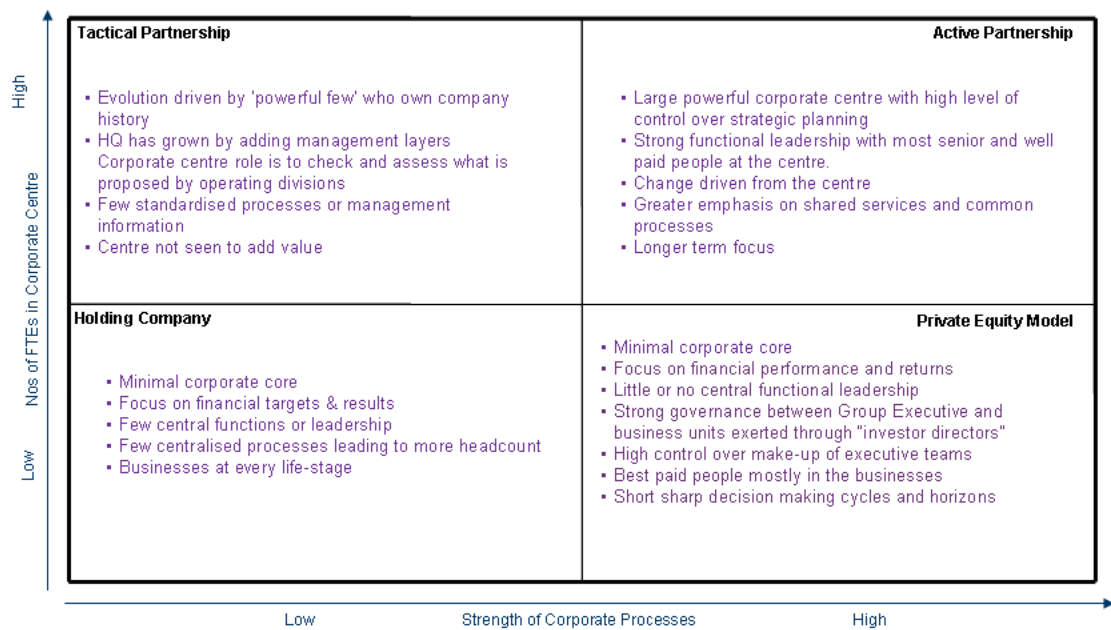 Tactical Partnership
▪ Evolution driven by 'powerful few' who own company
history
▪ HQ has grown by adding management layers
Corporate centre role is to check and assess what is
proposed by operating divisions
▪ Few standardised processes or management
information
▪ Centre not seen to add value
Active Partnership
▪ Large powerful corporate centre with high level of
control over strategic planning
▪ Strong functional leadership with most senior and well
paid people at the centre.
▪ Change driven from the centre
▪ Greater emphasis on shared services and common
processes
▪ Longer term focus
Holding Company
▪ Minimal corporate core
▪ Focus on financial targets & results
▪ Few central functions or leadership
▪ Few centralised processes leading to more headcount
▪ Businesses at every life-stage
Private Equity Model
▪ Minimal corporate core
▪ Focus on financial performance and returns
▪ Little or no central functional leadership
▪ Strong governance between Group Executive and
business units exerted through "investor directors"
▪ High control over make-up of executive teams
▪ Best paid people mostly in the businesses
▪ Short sharp decision making cycles and horizons
High
Nos of FTEs in Corporate Centre
Low
Low
Strength of Corporate Processes
High